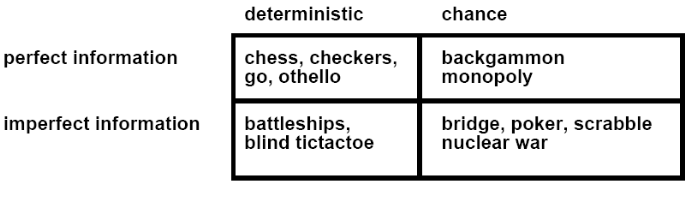 deterministic chance
perfect information chess, checkers, backgammon
go, othello monopoly
imperfect information battleships, bridge, poker, scrabble
blind tictactoe nuclear war